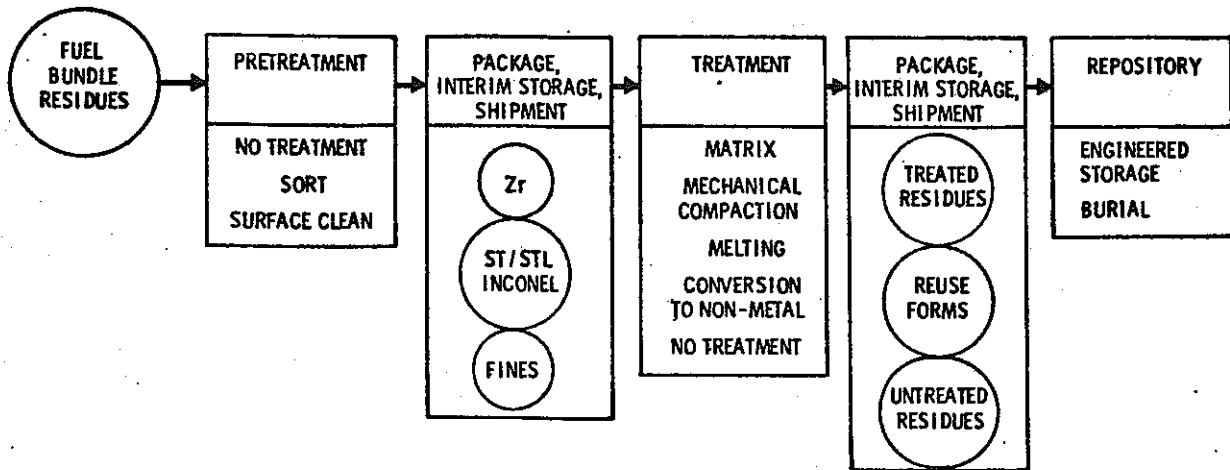 FUEL
BUNDLE
RESIDUES
PRETREATMENT
NO TREATMENT
SORT
SURFACE CLEAN
PACKAGE,
INTERIM STORAGE,
SHIPMENT
Zr
ST/STL
INCONEL
FINES
TREATMENT
MATRIX
MECHANICAL
COMPACTION
MELTING
CONVERSION
TO NON-METAL
NO TREATMENT
PACKAGE,
INTERIM STORAGE,
SHIPMENT
TREATED
RESIDUES
REUSE
FORMS
UNTREATED
RESIDUES
REPOSITORY
ENGINEERED
STORAGE
BURIAL